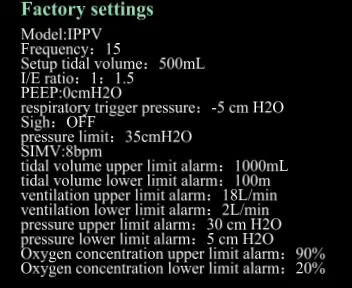 Factory settings
Model:IPPV
Frequency：15
Setup tidal volume：500mL
I/E ratio：1：1.5
PEEP:0cmH2O
respiratory trigger pressure：-5 cm H2O
Sigh：OFF
pressure limit：35cmH2O
SIMV:8bpm
tidal volume upper limit alarm：1000mL
tidal volume lower limit alarm：100m
ventilation upper limit alarm：18L/min
ventilation lower limit alarm：2L/min
pressure upper limit alarm：30 cm H2O
pressure lower limit alarm：5 cm H2O
Oxygen concentration upper limit alarm：90%
Oxygen concentration lower limit alarm：20%